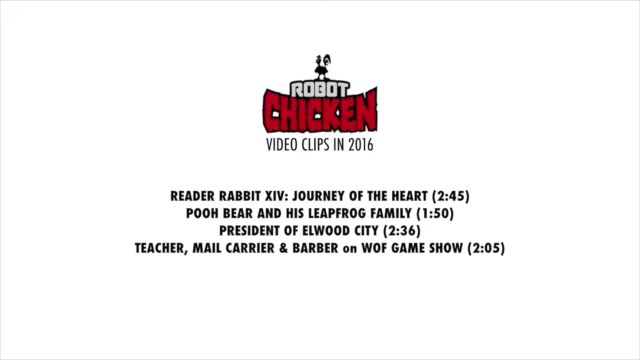 ROBOT
CHICKEN
VIDEO CLIPS IN 2016
READER RABBIT XIV: JOURNEY OF THE HEART (2:45)
POOH BEAR AND HIS LEAPFROG FAMILY (1:50)
PRESIDENT OF ELWOOD CITY (2:36)
TEACHER, MAIL CARRIER & BARBER on WOF GAME SHOW (2:05)